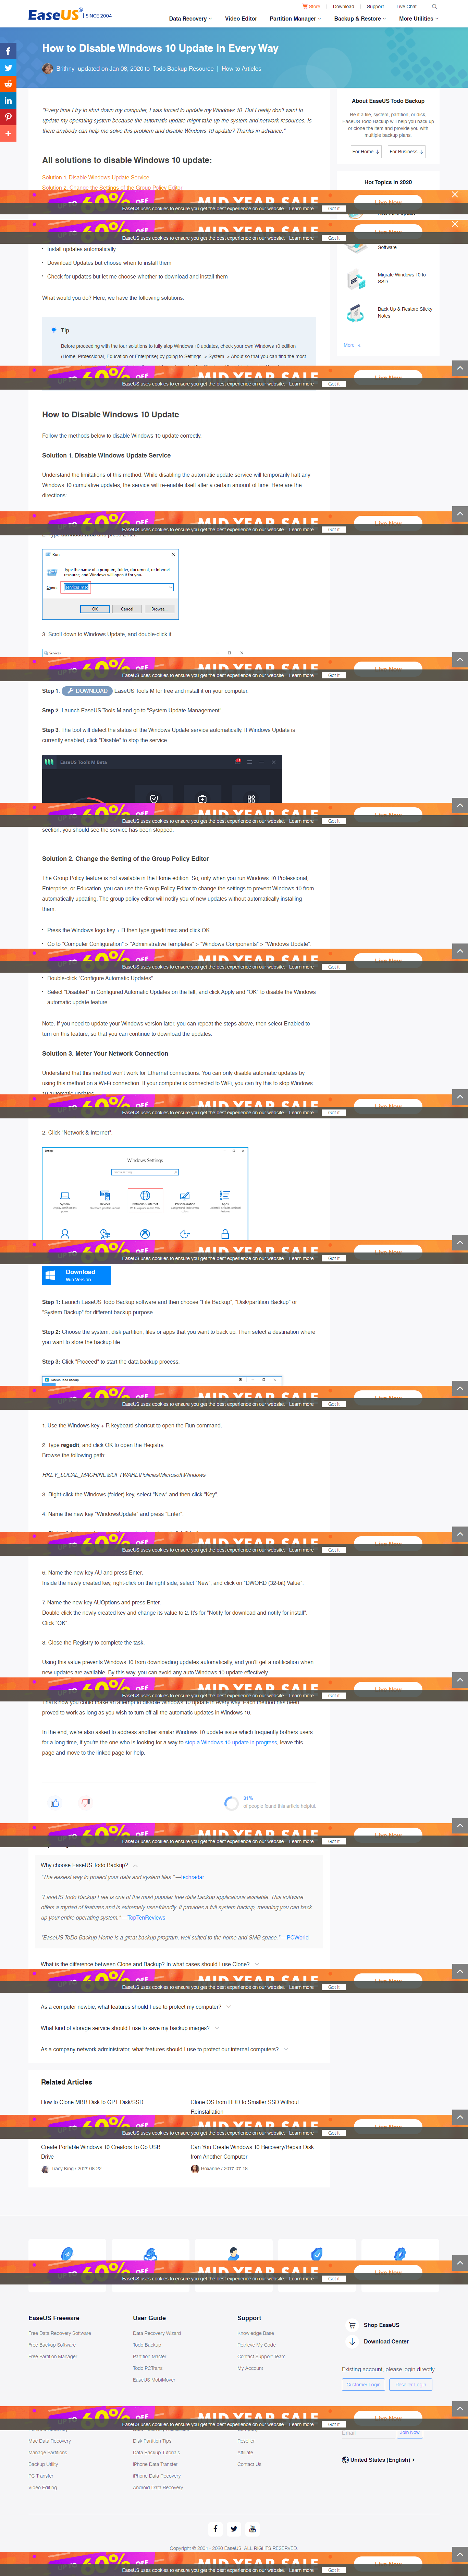 EaseUS SINCE 2004
Store Download Support Live Chat
Data Recovery Video Editor Partition Manager Backup & Restore More Utilities
How to Disable Windows 10 Update in Every Way
Brithny updated on Jan 06, 2020 to Todo Backup Resource | How-to Articles
"Every time I try to shut down my computer, I was forced to update my Windows 10. But I really don't want to update my operating system because the automatic update might take up the system and network resources. Is there anybody can help me solve this problem and disable Windows 10 update? Thanks in advance."
All solutions to disable Windows 10 update:
Solution 1. Disable Windows Update Service
Solution 2. Change the Settings of the Group Policy Editor
UP TO 60% OFF MID YEAR SALE
EaseUS uses cookies to ensure you get the best experience on our website Learn more Got it
Install updates automatically
Download Updates but choose when to install them
Check for updates but let me choose whether to download and install them
What would you do? Here, we have the following solutions.
Tip
Before proceeding with the four solutions to fully stop Windows 10 updates, check your own Windows 10 edition
(Home, Professional, Education or Enterprise) by going to Settings -> System -> About so that you can find the most
About EaseUS Todo Backup
Be it a file, system, partition, or disk, EaseUS Todo Backup will help you back up or clone the item and provide you with multiple backup plans.
For Home ↓ For Business ↓
Hot Topics in 2020
Software
Migrate Windows 10 to SSD
Back Up & Restore Sticky Notes
More
How to Disable Windows 10 Update
Follow the methods below to disable Windows 10 update correctly.
Solution 1. Disable Windows Update Service
Understand the limitations of this method. While disabling the automatic update service will temporarily halt any Windows 10 cumulative updates, the service will re-enable itself after a certain amount of time. Here are the directions:
Run
Type the name of a program, folder, document, or Internet resource, and Windows will open it for you.
Open: services.msc
OK Cancel Browse...
3. Scroll down to Windows Update, and double-click it.
Services
Step 1. DOWNLOAD EaseUS Tools M for free and install it on your computer.
Step 2. Launch EaseUS Tools M and go to "System Update Management".
Step 3. The tool will detect the status of the Windows Update service automatically. If Windows Update is currently enabled, click "Disable" to stop the service.
EaseUS Tools M Beta
section, you should see the service has been stopped.
Solution 2. Change the Setting of the Group Policy Editor
The Group Policy feature is not available in the Home edition. So, only when you run Windows 10 Professional, Enterprise, or Education, you can use the Group Policy Editor to change the settings to prevent Windows 10 from automatically updating. The group policy editor will notify you of new updates without automatically installing them.
Press the Windows logo key + R then type gpedit.msc and click OK.
Go to "Computer Configuration" > "Administrative Templates" > "Windows Components" > "Windows Update".
Double-click "Configure Automatic Updates"
Select "Disabled" in Configured Automatic Updates on the left, and click Apply and "OK" to disable the Windows automatic update feature.
Note: If you need to update your Windows version later, you can repeat the steps above, then select Enabled to turn on this feature, so that you can continue to download the updates.
Solution 3. Meter Your Network Connection
Understand that this method won't work for Ethernet connections. You can only disable automatic updates by using this method on a Wi-Fi connection. If your computer is connected to WiFi, you can try this to stop Windows 10 automatic updates.
2. Click "Network & Internet".
Windows Settings
System Devices Network & Internet Personalization Apps
Download
Win Version
Step 1: Launch EaseUS Todo Backup software and then choose "File Backup", "Disk/partition Backup" or "System Backup" for different backup purpose.
Step 2: Choose the system, disk partition, files or apps that you want to back up. Then select a destination where you want to store the backup file.
Step 3: Click "Proceed" to start the data backup process.
1. Use the Windows key + R keyboard shortcut to open the Run command.
2. Type regedit, and click OK to open the Registry.
Browse the following path:
HKEY_LOCAL_MACHINE\SOFTWARE\Policies\Microsoft\Windows
3. Right-click the Windows (folder) key, select "New" and then click "Key".
4. Name the new key "WindowsUpdate" and press "Enter".
6. Name the new key AU and press Enter.
Inside the newly created key, right-click on the right side, select "New", and click on "DWORD (32-bit) Value".
7. Name the new key AUOptions and press Enter.
Double-click the newly created key and change its value to 2. It's for "Notify for download and notify for install". Click "OK".
8. Close the Registry to complete the task.
Using this value prevents Windows 10 from downloading updates automatically, and you'll get a notification when new updates are available. By this way, you can avoid any auto Windows 10 update effectively.
That's how you could make an attempt to disable Windows 10 update in every way. Each method has been proved to work as long as you wish to turn off all the automatic updates in Windows 10.
In the end, we're also asked to address another similar Windows 10 update issue which frequently bothers users for a long time, if you're the one who is looking for a way to stop a Windows 10 update in progress, leave this page and move to the linked page for help.
31%
of people found this article helpful.
Why choose EaseUS Todo Backup?
"The easiest way to protect your data and system files." —techradar
"EaseUS Todo Backup Free is one of the most popular free data backup applications available. This software offers a myriad of features and is extremely user-friendly. It provides a full system backup, meaning you can back up your entire operating system." —TopTenReviews
"EaseUS ToDo Backup Home is a great backup program, well suited to the home and SMB space." —PCWorld
What is the difference between Clone and Backup? In what cases should I use Clone?
As a computer newbie, what features should I use to protect my computer?
What kind of storage service should I use to save my backup images?
As a company network administrator, what features should I use to protect our internal computers?
Related Articles
How to Clone MBR Disk to GPT Disk/SSD
Clone OS from HDD to Smaller SSD Without Reinstallation
Create Portable Windows 10 Creators To Go USB Drive
Tracy King / 2017-06-22
Can You Create Windows 10 Recovery/Repair Disk from Another Computer
Roxanne / 2017-07-18
EaseUS Freeware
Free Data Recovery Software
Free Backup Software
Free Partition Manager
User Guide
Data Recovery Wizard
Todo Backup
Partition Master
Todo PCTrans
EaseUS MobiMover
Support
Knowledge Base
Retrieve My Code
Contact Support Team
My Account
Shop EaseUS
Download Center
Existing account, please login directly
Customer Login Reseller Login
Mac Data Recovery
Manage Partitions
Backup Utility
PC Transfer
Video Editing
Disk Partition Tips
Data Backup Tutorials
iPhone Data Transfer
iPhone Data Recovery
Android Data Recovery
Reseller
Affiliate
Contact Us
Email Join Now
United States (English)